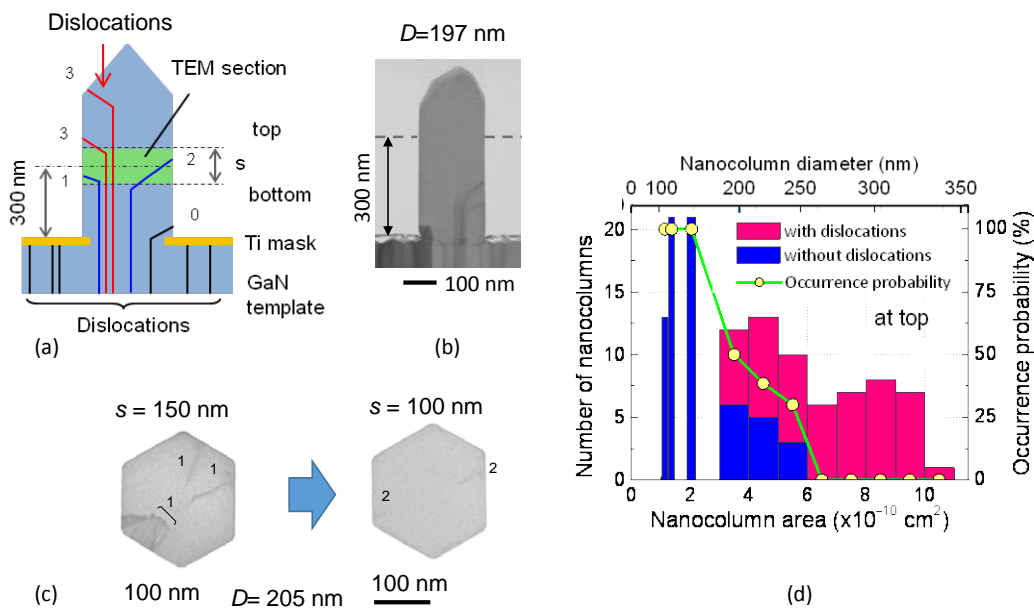 Dislocations
3
TEM section
3
top
2
s
1
bottom
300 nm
0
Ti mask
GaN
template
Dislocations
(a)
D=197 nm
300 nm
100 nm
(b)
s = 150 nm
1
1
1
100 nm
s = 100 nm
2
2
100 nm
D= 205 nm
(c)
Nanocolumn diameter (nm)
0 100 200 250 300 350
with dislocations
without dislocations
Occurrence probability
at top
20
15
10
5
0
Number of nanocolumns
100
75
50
25
0
Occurrence probability (%)
0 2 4 6 8 10
Nanocolumn area (x10⁻¹⁰ cm²)
(d)